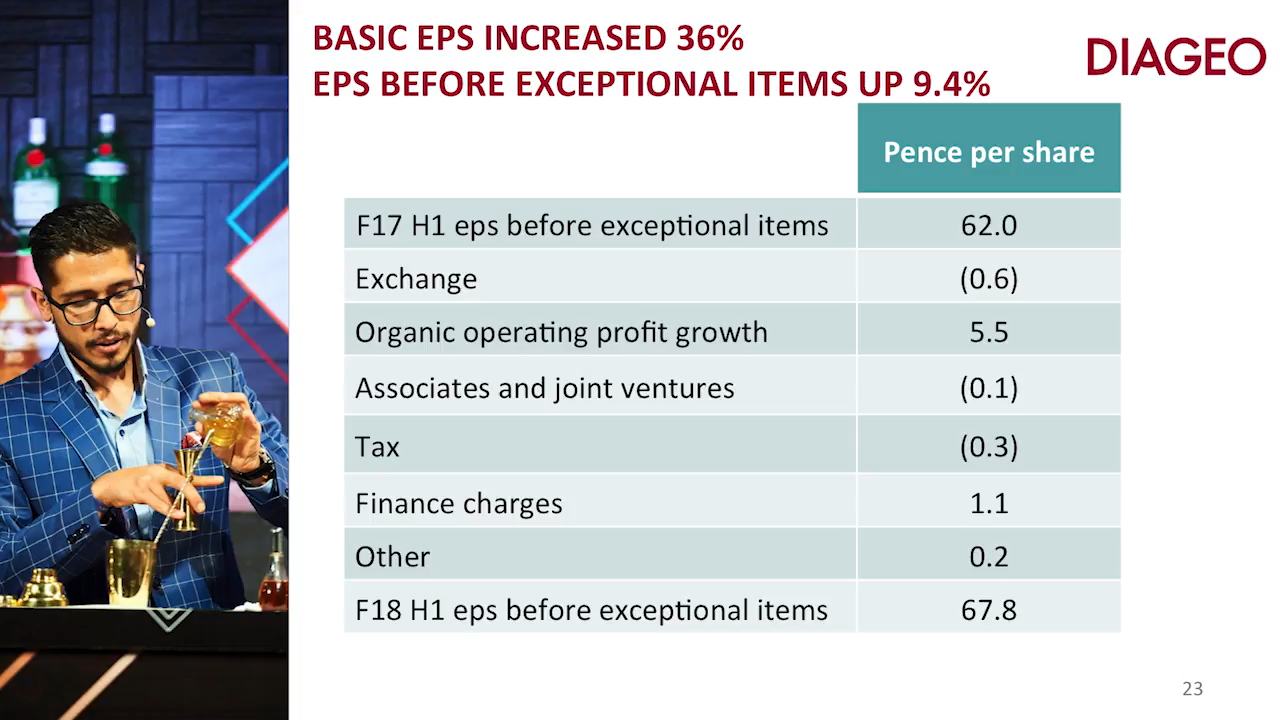 BASIC EPS INCREASED 36%
EPS BEFORE EXCEPTIONAL ITEMS UP 9.4%
DIAGEO
Pence per share
F17 H1 eps before exceptional items 62.0
Exchange (0.6)
Organic operating profit growth 5.5
Associates and joint ventures (0.1)
Tax (0.3)
Finance charges 1.1
Other 0.2
F18 H1 eps before exceptional items 67.8
23